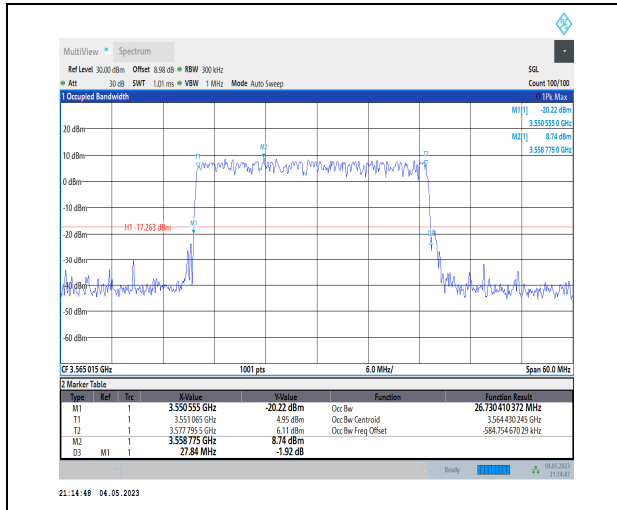 MultiView Spectrum
Ref Level 30.00 dBm Offset 8.98 dB RBW 300 kHz SGL
Att 30 dB SWT 1.01 ms VBW 1 MHz Mode Auto Sweep Count 100/100
1 Occupied Bandwidth 1Pk Max
M1[1] -20.22 dBm
3.550 555 0 GHz
M2[1] 8.74 dBm
3.558 775 0 GHz
20 dBm
10 dBm
0 dBm
-10 dBm
-20 dBm
-30 dBm
-40 dBm
-50 dBm
-60 dBm
T1
M2
T2
H1 -17.263 dBm
M1
CF 3.565 015 GHz 1001 pts 6.0 MHz/ Span 60.0 MHz
2 Marker Table
Type Ref Trc X-Value Y-Value Function Function Result
M1 1 3.550 555 GHz -20.22 dBm Occ Bw 26.730 410 372 MHz
T1 1 3.551 065 GHz 4.95 dBm Occ Bw Centroid 3.564 430 245 GHz
T2 1 3.577 795 5 GHz 6.11 dBm Occ Bw Freq Offset -584.754 670 29 kHz
M2 1 3.558 775 GHz 8.74 dBm
D3 M1 1 27.84 MHz -1.92 dB
Ready 04.05.2023
21:14:47
21:14:48 04.05.2023